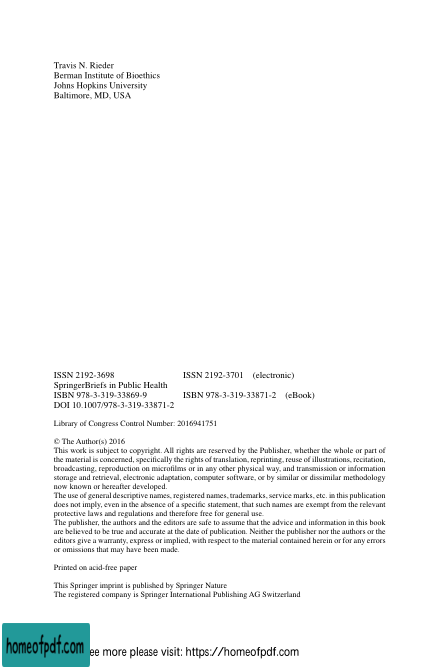 Travis N. Rieder
Berman Institute of Bioethics
Johns Hopkins University
Baltimore, MD, USA
ISSN 2192-3698 ISSN 2192-3701 (electronic)
SpringerBriefs in Public Health
ISBN 978-3-319-33869-9 ISBN 978-3-319-33871-2 (eBook)
DOI 10.1007/978-3-319-33871-2
Library of Congress Control Number: 2016941751
© The Author(s) 2016
This work is subject to copyright. All rights are reserved by the Publisher, whether the whole or part of
the material is concerned, specifically the rights of translation, reprinting, reuse of illustrations, recitation,
broadcasting, reproduction on microfilms or in any other physical way, and transmission or information
storage and retrieval, electronic adaptation, computer software, or by similar or dissimilar methodology
now known or hereafter developed.
The use of general descriptive names, registered names, trademarks, service marks, etc. in this publication
does not imply, even in the absence of a specific statement, that such names are exempt from the relevant
protective laws and regulations and therefore free for general use.
The publisher, the authors and the editors are safe to assume that the advice and information in this book
are believed to be true and accurate at the date of publication. Neither the publisher nor the authors or the
editors give a warranty, express or implied, with respect to the material contained herein or for any errors
or omissions that may have been made.
Printed on acid-free paper
This Springer imprint is published by Springer Nature
The registered company is Springer International Publishing AG Switzerland
homeofpdf.com ee more please visit: https://homeofpdf.com